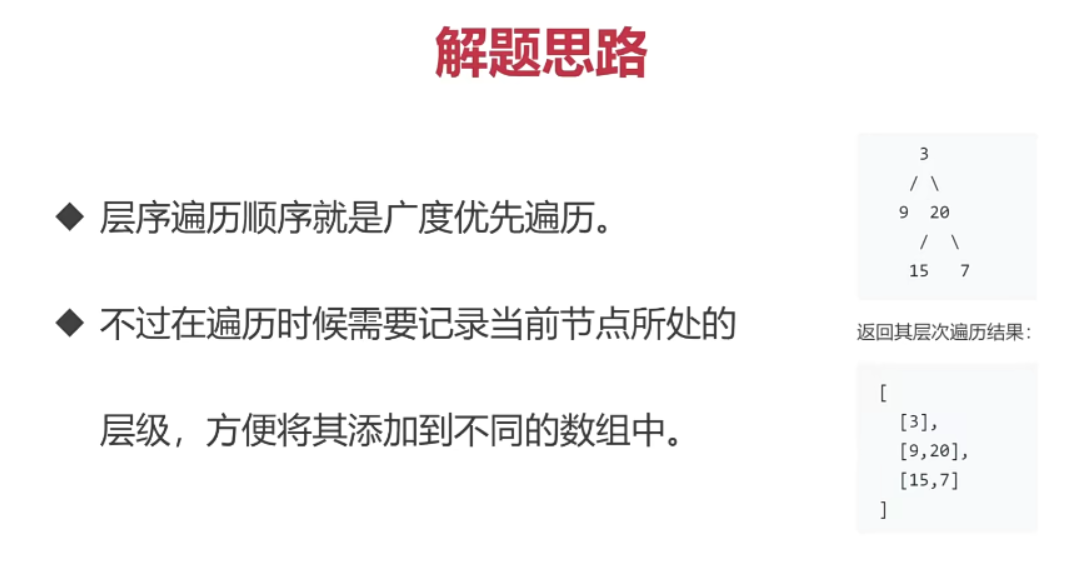 解题思路
◆ 层序遍历顺序就是广度优先遍历。
◆ 不过在遍历时候需要记录当前节点所处的
层级，方便将其添加到不同的数组中。
3
/ \
9 20
/ \
15 7
返回其层次遍历结果：
[
[3],
[9,20],
[15,7]
]